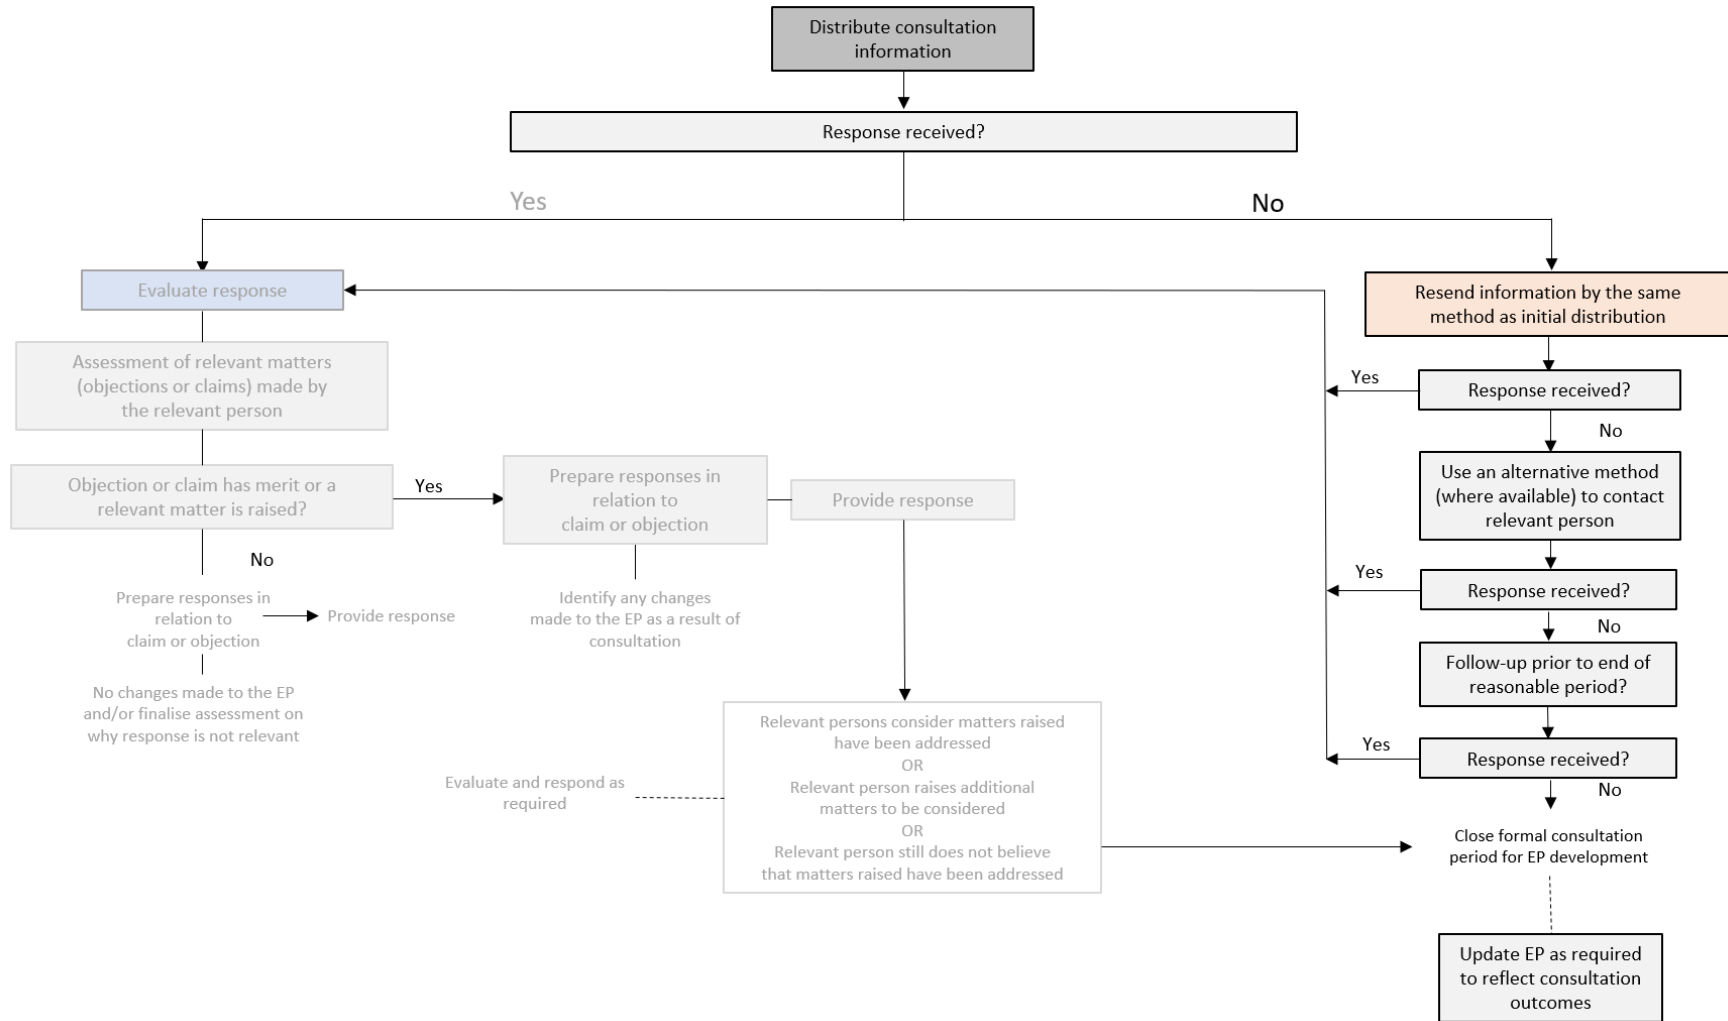 Distribute consultation
information
Response received?
Yes
No
Evaluate response
Resend information by the same
method as initial distribution
Assessment of relevant matters
(objections or claims) made by
the relevant person
Yes
Response received?
No
Objection or claim has merit or a
relevant matter is raised?
Yes
Prepare responses in
relation to
claim or objection
Provide response
Use an alternative method
(where available) to contact
relevant person
No
Prepare responses in
relation to
claim or objection
Provide response
Identify any changes
made to the EP as a result of
consultation
Yes
Response received?
No
No changes made to the EP
and/or finalise assessment on
why response is not relevant
Follow-up prior to end of
reasonable period?
Relevant persons consider matters raised
have been addressed
OR
Relevant person raises additional
matters to be considered
OR
Relevant person still does not believe
that matters raised have been addressed
Evaluate and respond as
required
Yes
Response received?
No
Close formal consultation
period for EP development
Update EP as required
to reflect consultation
outcomes